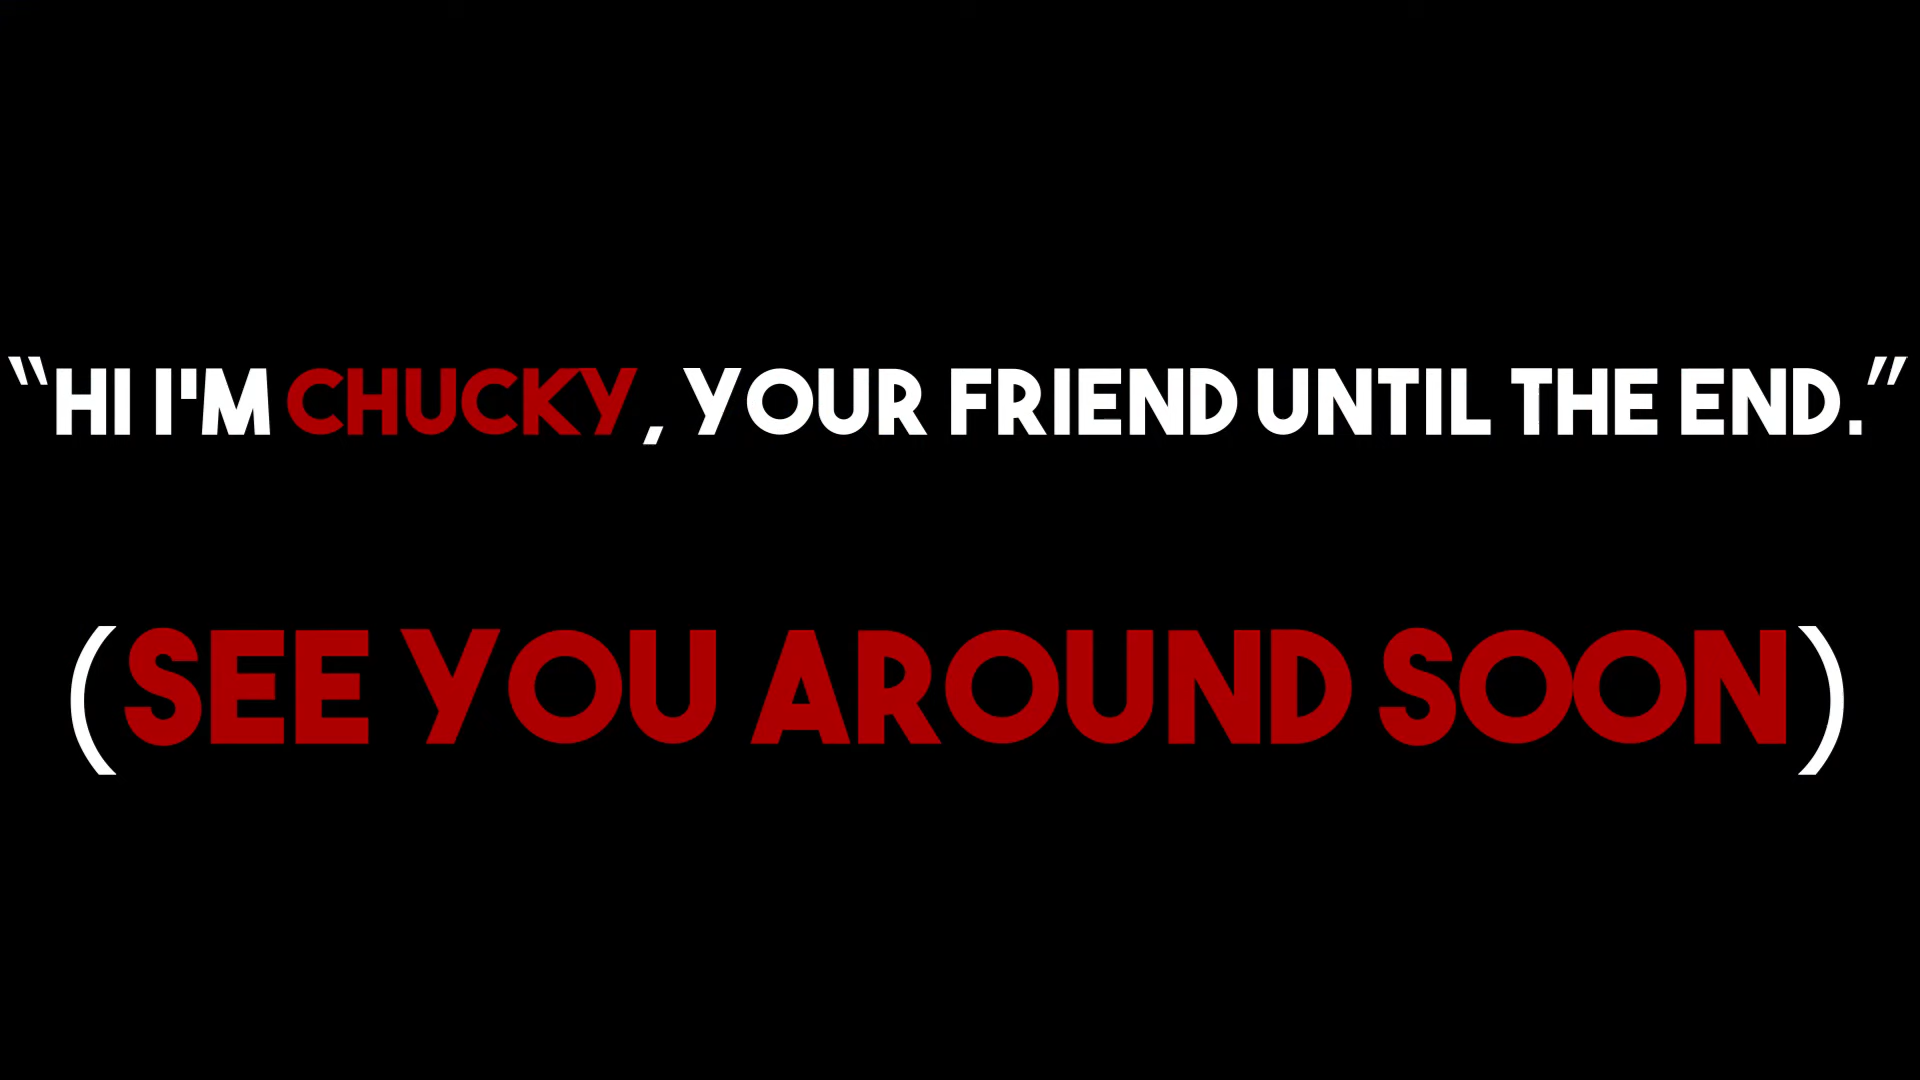 “HI I'M CHUCKY, YOUR FRIEND UNTIL THE END.”
(SEE YOU AROUND SOON)